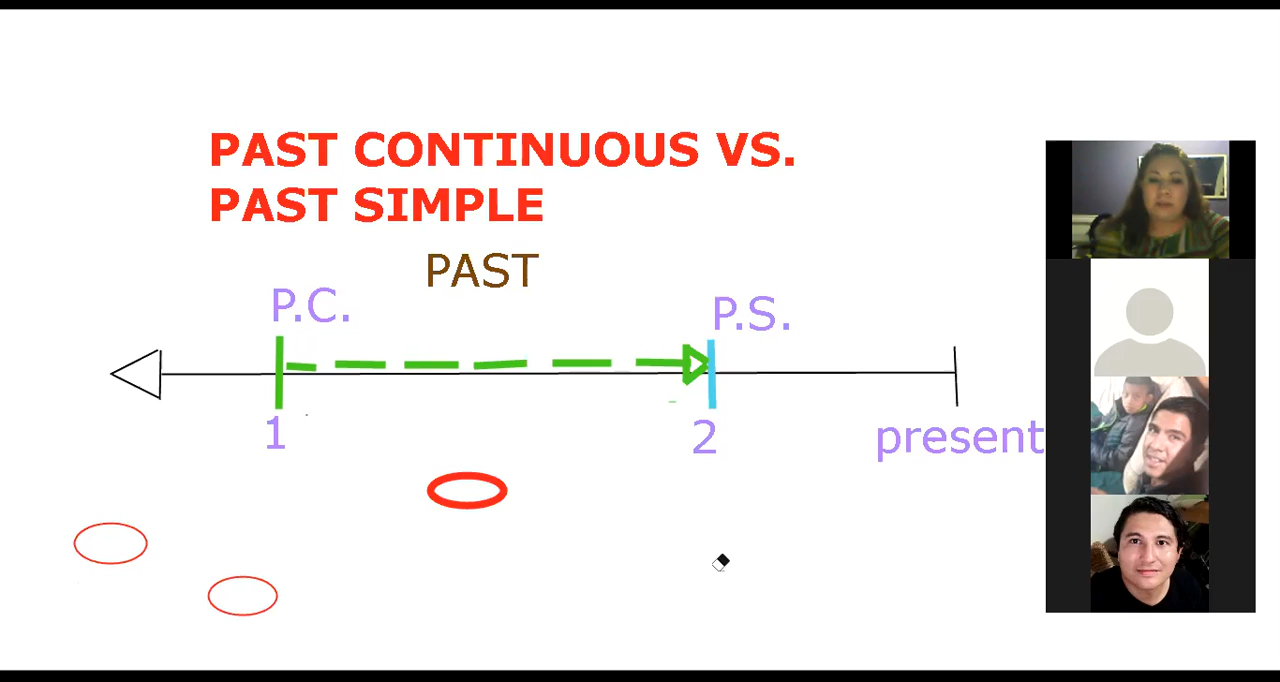 PAST CONTINUOUS VS.
PAST SIMPLE
PAST
P.C.
P.S.
1
2
present